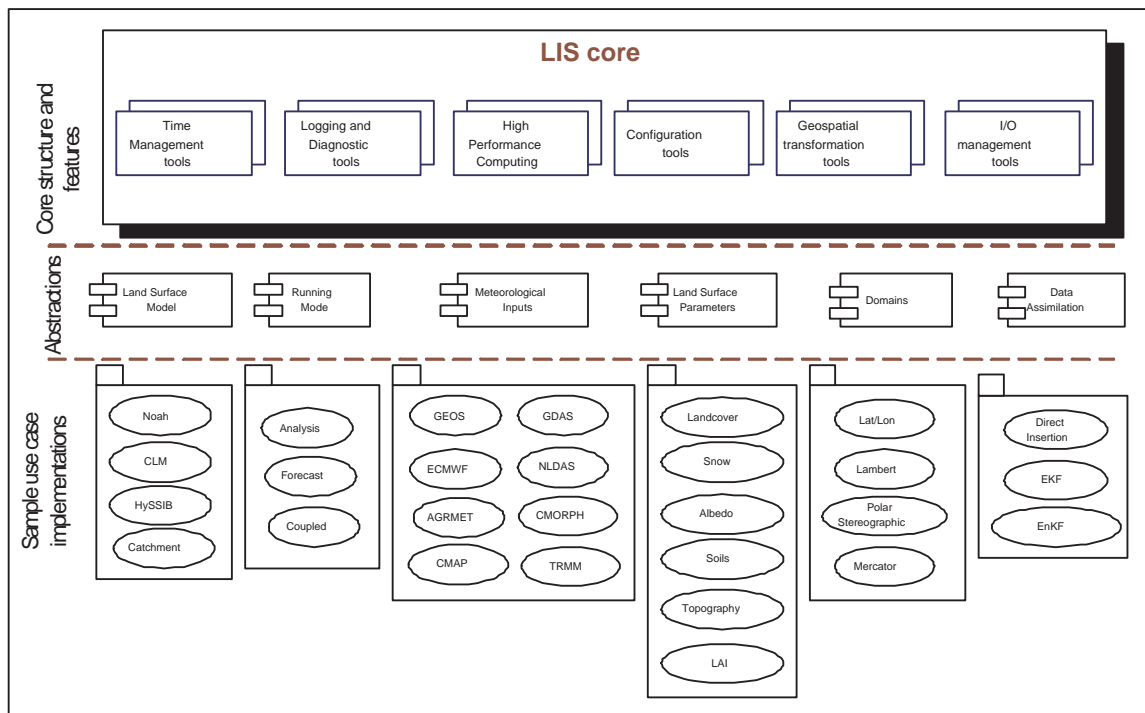 LIS core
Core structure and
features
Time
Management
tools
Logging and
Diagnostic
tools
High
Performance
Computing
Configuration
tools
Geospatial
transformation
tools
I/O
management
tools
Abstractions
Land Surface
Model
Running
Mode
Meteorological
Inputs
Land Surface
Parameters
Domains
Data
Assimilation
Sample use case
implementations
Noah
CLM
HySSIB
Catchment
Analysis
Forecast
Coupled
GEOS
GDAS
ECMWF
NLDAS
AGRMET
CMORPH
CMAP
TRMM
Landcover
Snow
Albedo
Soils
Topography
LAI
Lat/Lon
Lambert
Polar
Stereographic
Mercator
Direct
Insertion
EKF
EnKF